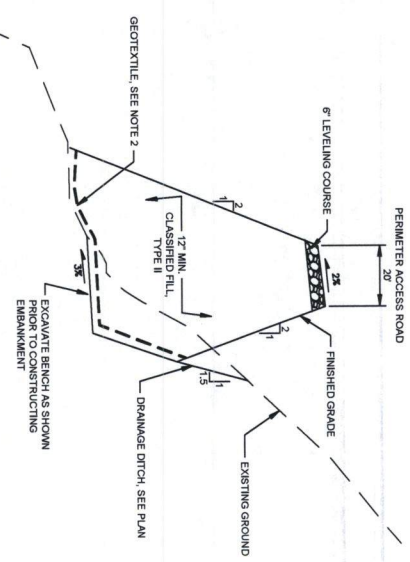 PERIMETER ACCESS ROAD
20'
6" LEVELING COURSE
2%
GEOTEXTILE, SEE NOTE 2
2
1
2
1
FINISHED GRADE
12" MIN.
CLASSIFIED FILL,
TYPE II
EXISTING GROUND
1
1.5
3%
DRAINAGE DITCH, SEE PLAN
EXCAVATE BENCH AS SHOWN
PRIOR TO CONSTRUCTING
EMBANKMENT